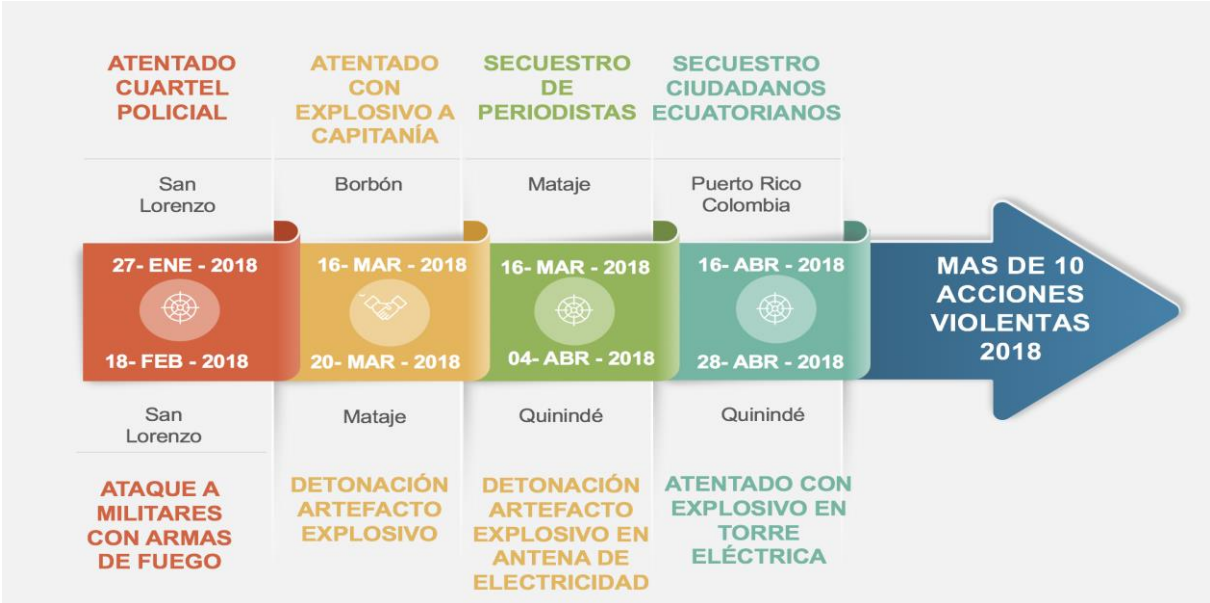 ATENTADO
CUARTEL
POLICIAL
ATENTADO
CON
EXPLOSIVO A
CAPITANÍA
SECUESTRO
DE
PERIODISTAS
SECUESTRO
CIUDADANOS
ECUATORIANOS
San
Lorenzo
Borbón
Mataje
Puerto Rico
Colombia
27- ENE - 2018
16- MAR - 2018
16- MAR - 2018
16- ABR - 2018
18- FEB - 2018
20- MAR - 2018
04- ABR - 2018
28- ABR - 2018
MAS DE 10
ACCIONES
VIOLENTAS
2018
San
Lorenzo
Mataje
Quinindé
Quinindé
ATAQUE A
MILITARES
CON ARMAS
DE FUEGO
DETONACIÓN
ARTEFACTO
EXPLOSIVO
DETONACIÓN
ARTEFACTO
EXPLOSIVO EN
ANTENA DE
ELECTRICIDAD
ATENTADO CON
EXPLOSIVO EN
TORRE
ELÉCTRICA